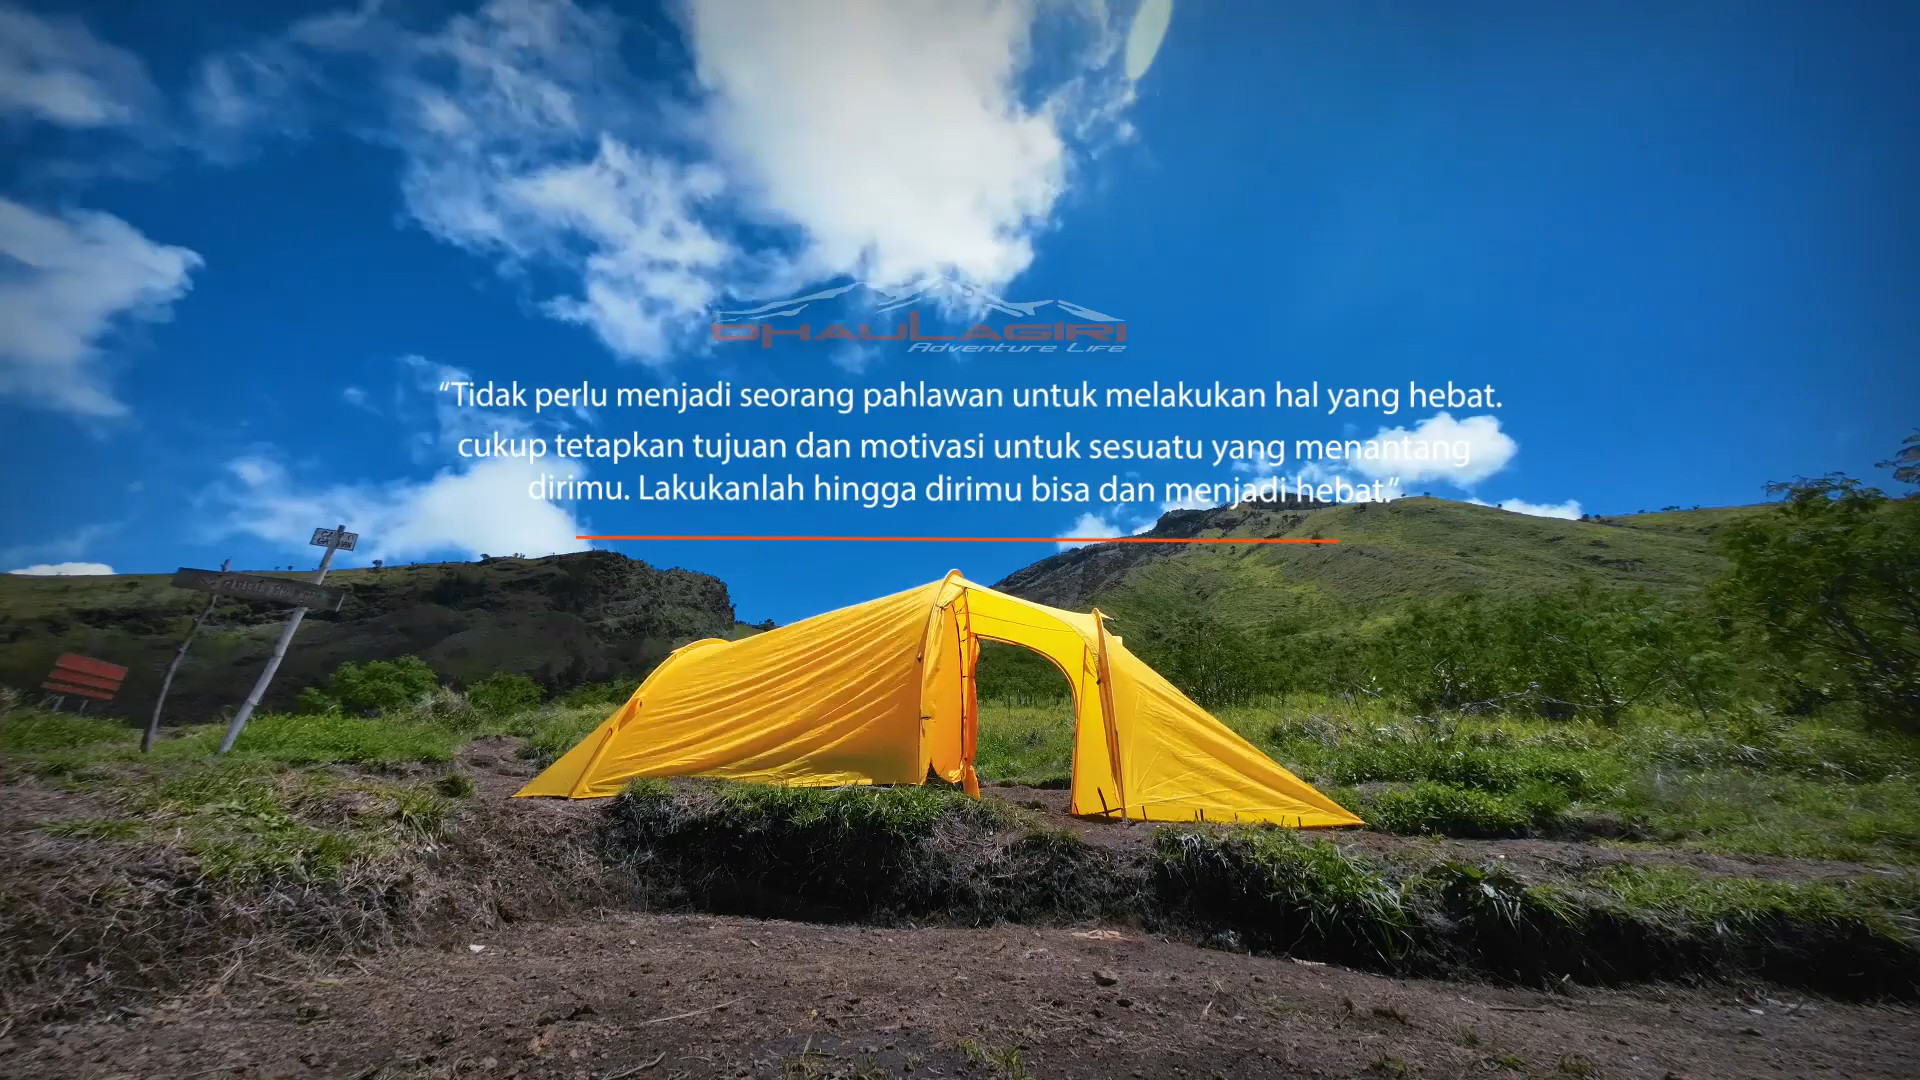 DHAULAGIRI
Adventure Life
“Tidak perlu menjadi seorang pahlawan untuk melakukan hal yang hebat.
cukup tetapkan tujuan dan motivasi untuk sesuatu yang menantang
dirimu. Lakukanlah hingga dirimu bisa dan menjadi hebat.“